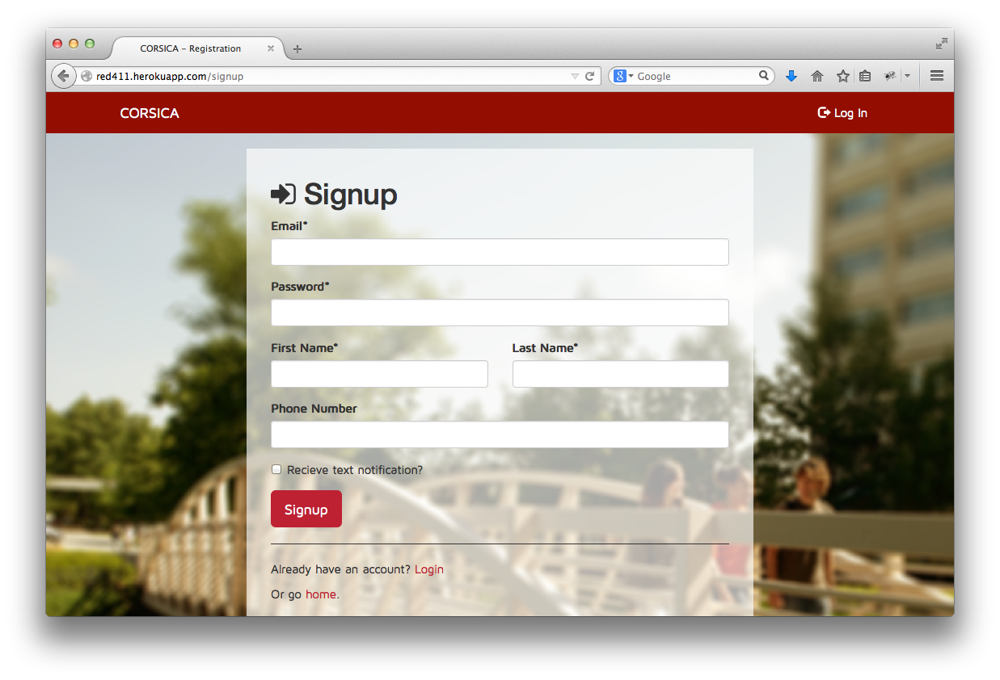 CORSICA – Registration
red411.herokuapp.com/signup
Google
CORSICA
Log In
Signup
Email*
Password*
First Name* Last Name*
Phone Number
Recieve text notification?
Signup
Already have an account? Login
Or go home.